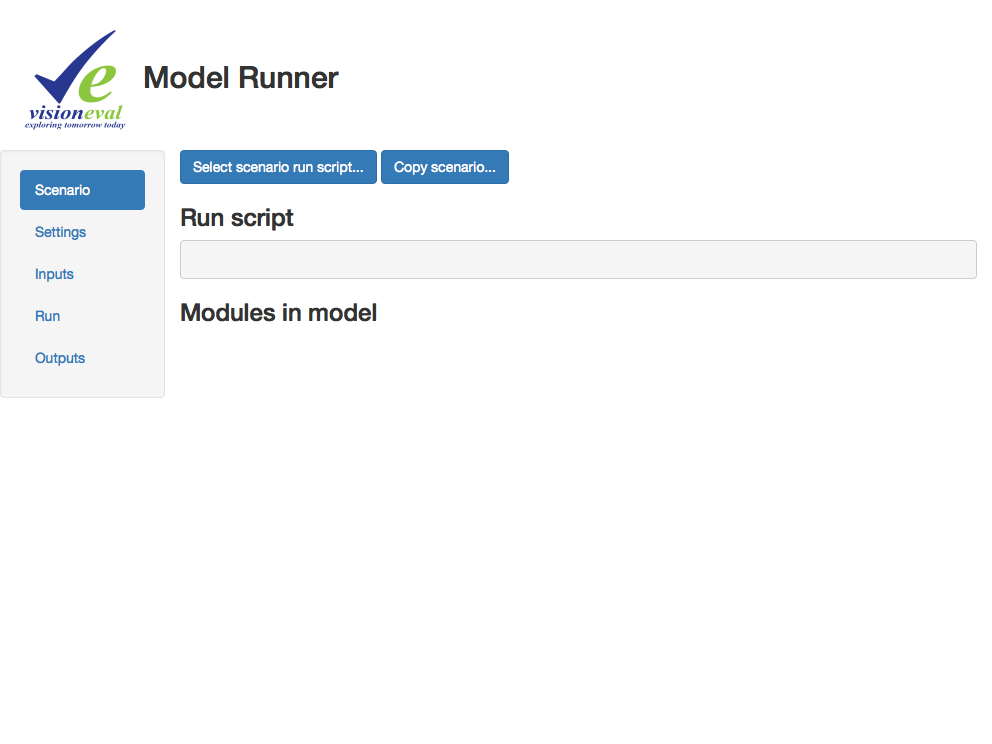 Model Runner
visioneval
exploring tomorrow today
Scenario
Settings
Inputs
Run
Outputs
Select scenario run script... Copy scenario...
Run script
Modules in model